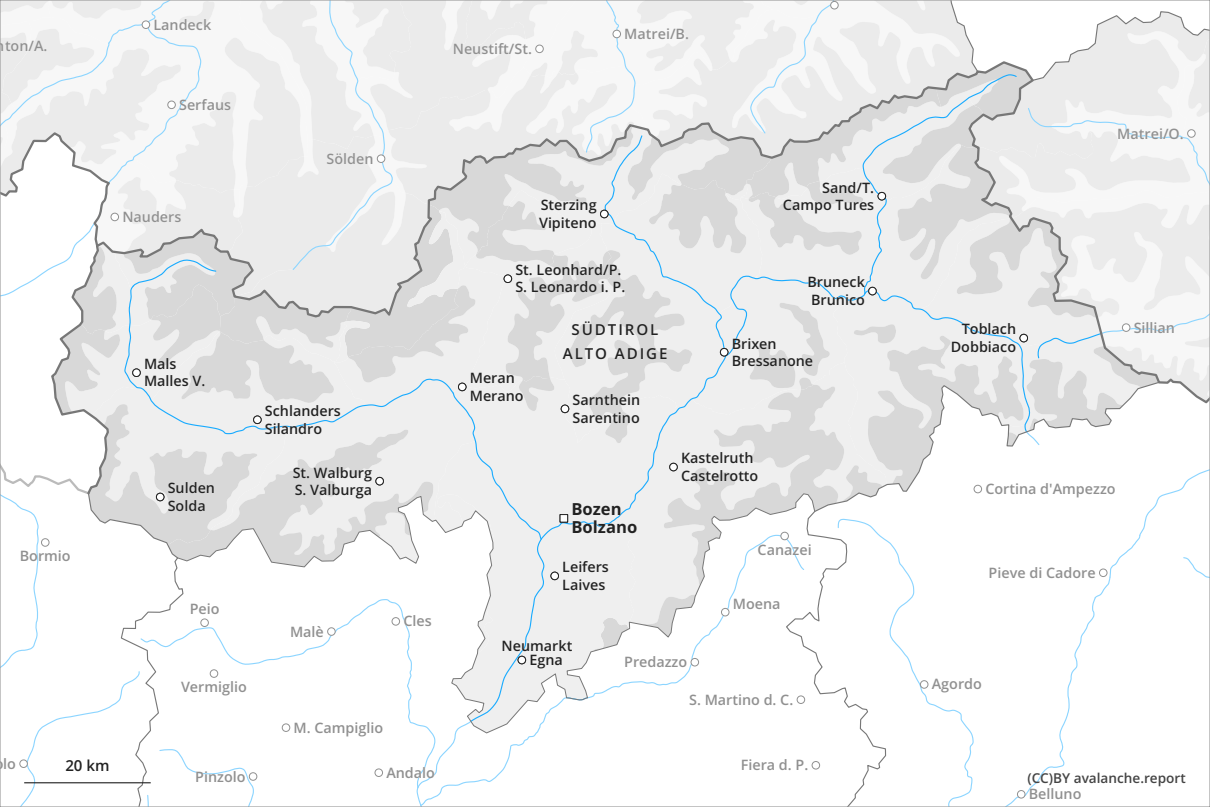 Landeck
Matrei/B.
nton/A.
Neustift/St.
Serfaus
Matrei/O.
Sölden
Sand/T.
Campo Tures
Sterzing
Vipiteno
Nauders
St. Leonhard/P.
S. Leonardo i. P.
Bruneck
Brunico
SÜDTIROL
ALTO ADIGE
Toblach
Dobbiaco
Sillian
Brixen
Bressanone
Mals
Malles V.
Meran
Merano
Sarnthein
Sarentino
Schlanders
Silandro
Kastelruth
Castelrotto
St. Walburg
S. Valburga
Sulden
Solda
Cortina d'Ampezzo
Bozen
Bolzano
Bormio
Canazei
Leifers
Laives
Pieve di Cadore
Peio
Moena
Malè
Cles
Neumarkt
Egna
Predazzo
Vermiglio
Agordo
S. Martino d. C.
M. Campiglio
olo
20 km
Pinzolo
Andalo
Fiera d. P.
(CC)BY avalanche.report
Belluno